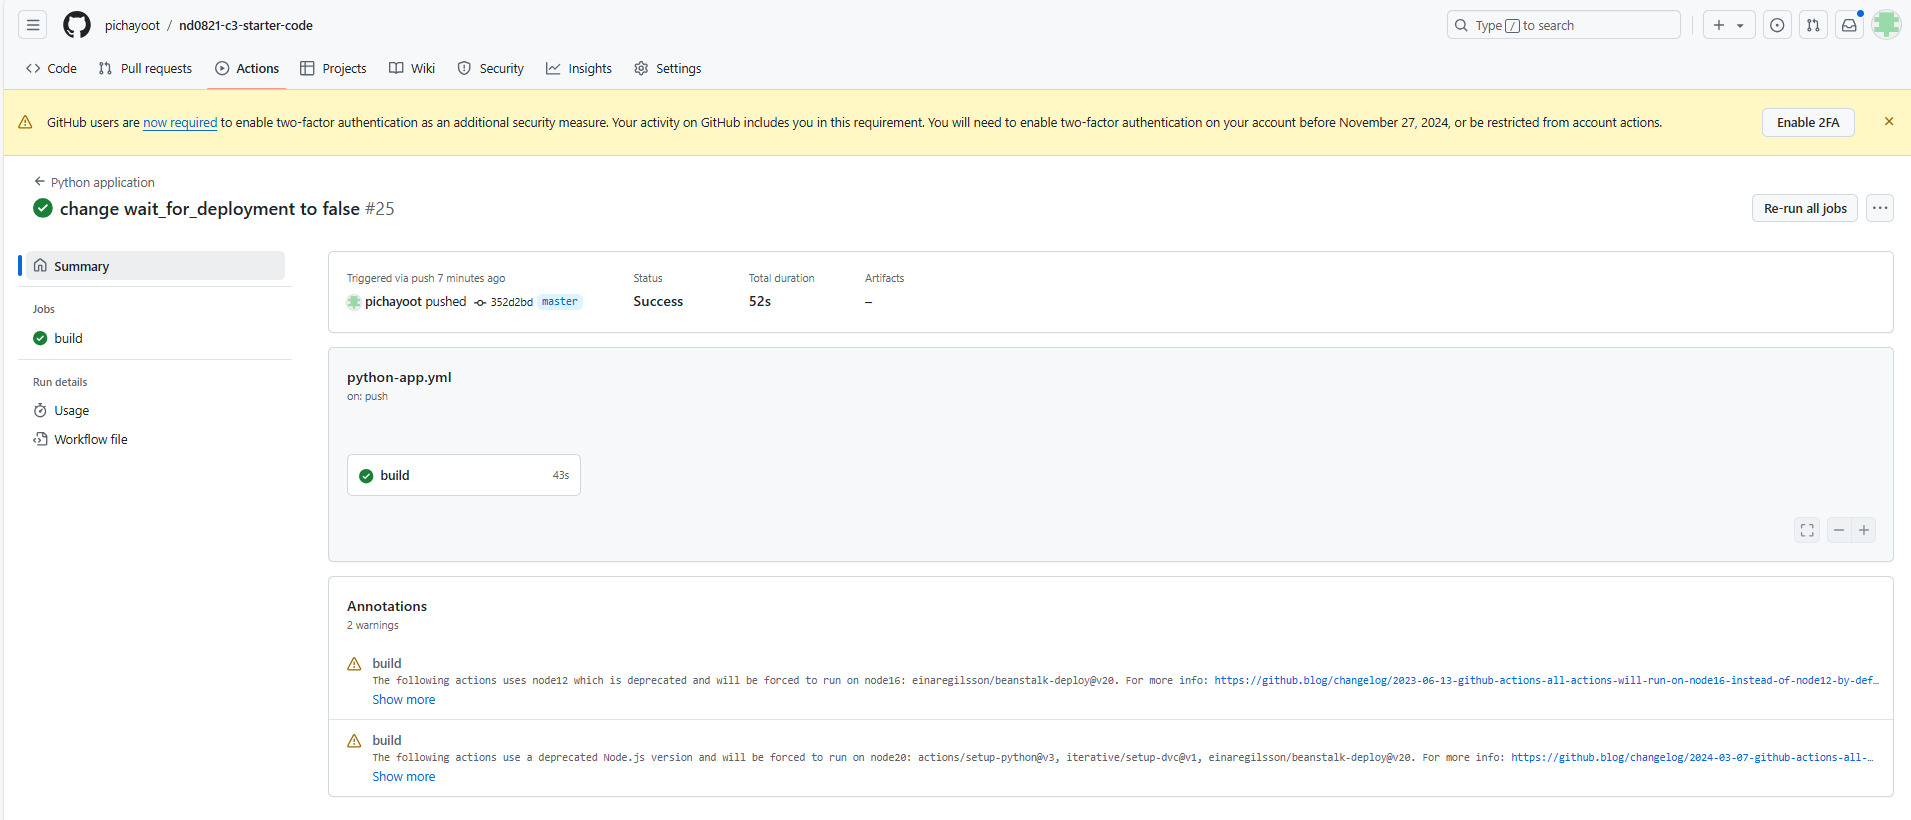 pichayoot / nd0821-c3-starter-code
Type / to search
Code
Pull requests
Actions
Projects
Wiki
Security
Insights
Settings
GitHub users are now required to enable two-factor authentication as an additional security measure. Your activity on GitHub includes you in this requirement. You will need to enable two-factor authentication on your account before November 27, 2024, or be restricted from account actions.
Enable 2FA
Python application
change wait_for_deployment to false #25
Re-run all jobs
Summary
Jobs
build
Run details
Usage
Workflow file
Triggered via push 7 minutes ago
pichayoot pushed 352d2bd master
Status
Success
Total duration
52s
Artifacts
–
python-app.yml
on: push
build 43s
Annotations
2 warnings
build
The following actions uses node12 which is deprecated and will be forced to run on node16: einaregilsson/beanstalk-deploy@v20. For more info: https://github.blog/changelog/2023-06-13-github-actions-all-actions-will-run-on-node16-instead-of-node12-by-def…
Show more
build
The following actions use a deprecated Node.js version and will be forced to run on node20: actions/setup-python@v3, iterative/setup-dvc@v1, einaregilsson/beanstalk-deploy@v20. For more info: https://github.blog/changelog/2024-03-07-github-actions-all-…
Show more